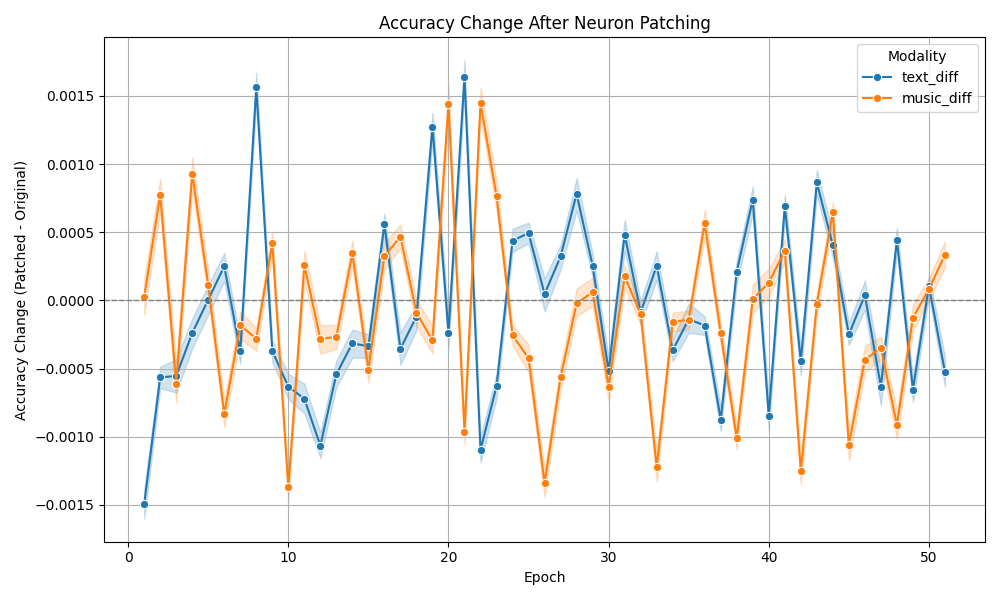 Accuracy Change After Neuron Patching
Modality
text_diff
music_diff
Accuracy Change (Patched - Original)
0.0015
0.0010
0.0005
0.0000
−0.0005
−0.0010
−0.0015
0
10
20
30
40
50
Epoch